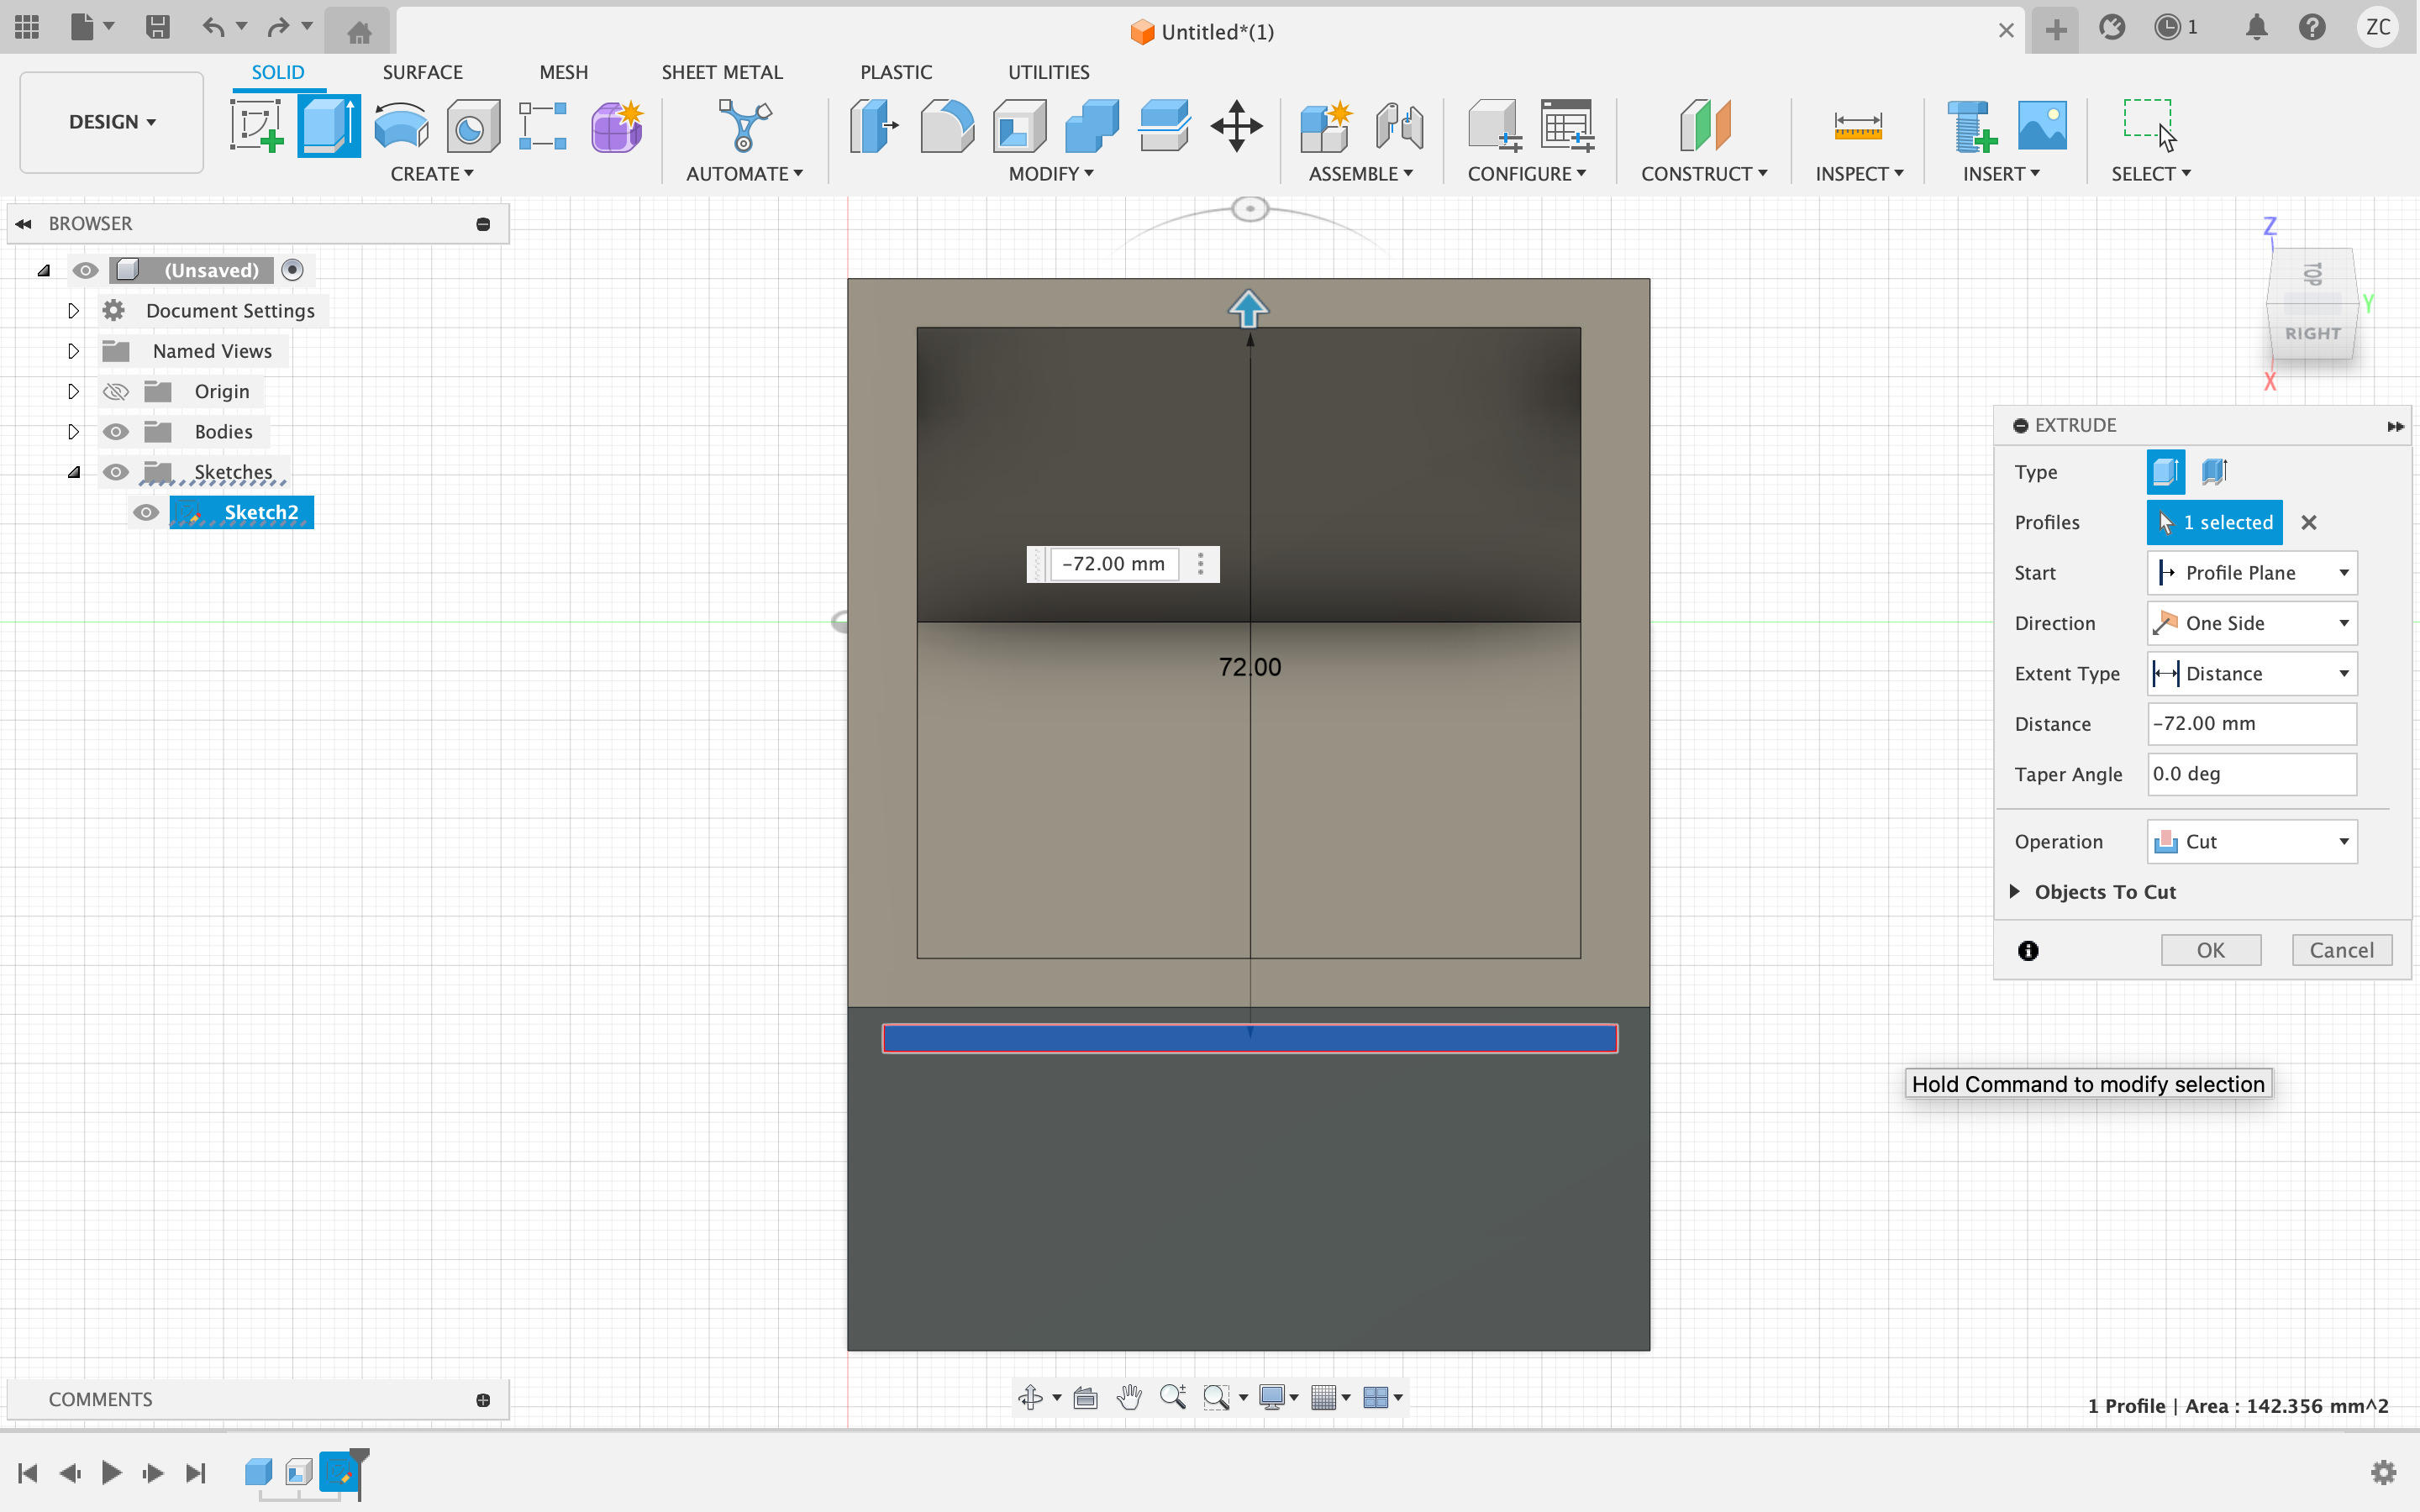 Untitled*(1)
1
ZC
DESIGN
SOLID
SURFACE
MESH
SHEET METAL
PLASTIC
UTILITIES
CREATE
AUTOMATE
MODIFY
ASSEMBLE
CONFIGURE
CONSTRUCT
INSPECT
INSERT
SELECT
BROWSER
(Unsaved)
Document Settings
Named Views
Origin
Bodies
Sketches
Sketch2
-72.00 mm
72.00
Z
TOP
Y
RIGHT
X
EXTRUDE
Type
Profiles 1 selected
Start Profile Plane
Direction One Side
Extent Type Distance
Distance -72.00 mm
Taper Angle 0.0 deg
Operation Cut
Objects To Cut
OK Cancel
Hold Command to modify selection
COMMENTS
1 Profile | Area : 142.356 mm^2